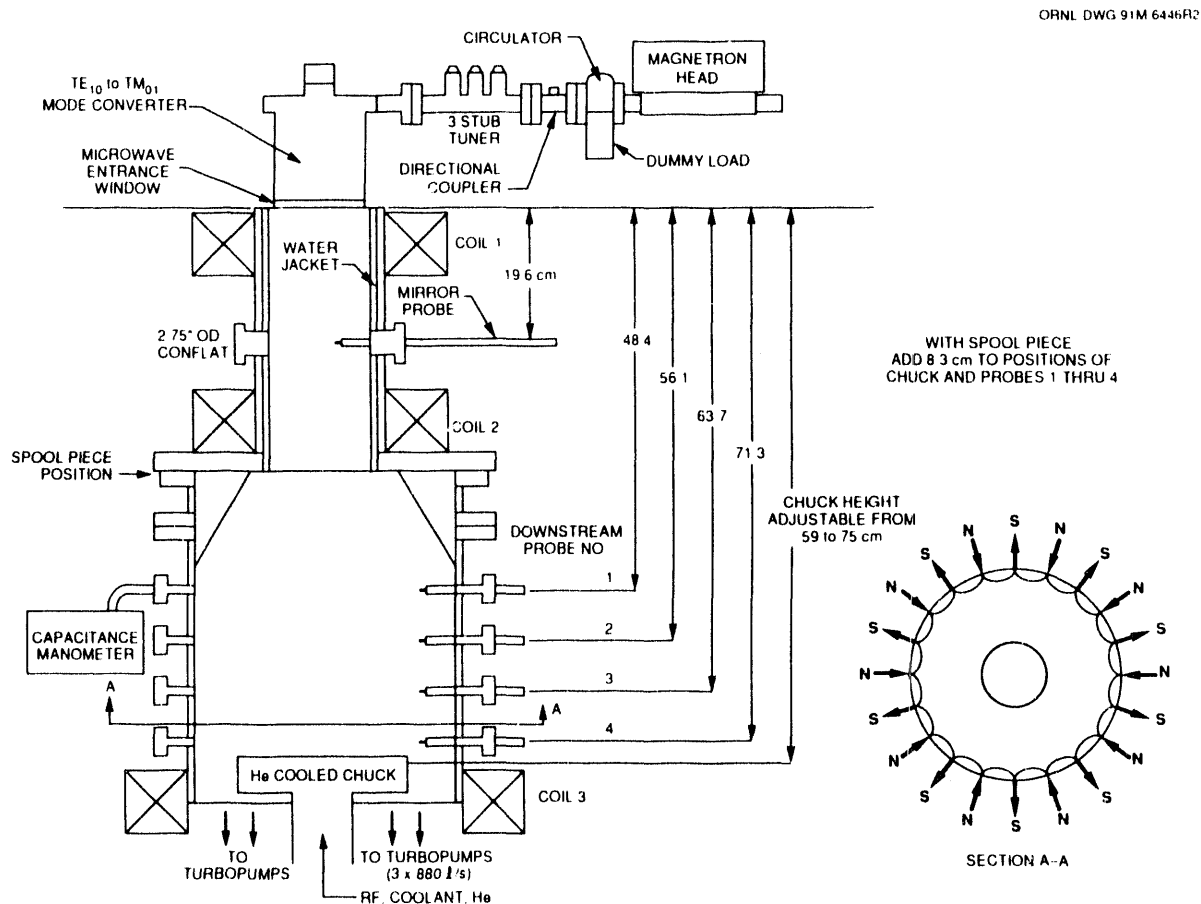 ORNL DWG 91M 6446R2
CIRCULATOR
MAGNETRON
HEAD
TE10 to TM01
MODE CONVERTER
3 STUB
TUNER
MICROWAVE
ENTRANCE
WINDOW
DIRECTIONAL
COUPLER
DUMMY LOAD
COIL 1
WATER
JACKET
19 6 cm
MIRROR
PROBE
2 75" OD
CONFLAT
48 4
56 1
63 7
71 3
WITH SPOOL PIECE
ADD 8 3 cm TO POSITIONS OF
CHUCK AND PROBES 1 THRU 4
COIL 2
SPOOL PIECE
POSITION
CHUCK HEIGHT
ADJUSTABLE FROM
59 to 75 cm
DOWNSTREAM
PROBE NO
1
2
3
4
CAPACITANCE
MANOMETER
A
A
He COOLED CHUCK
COIL 3
TO
TURBOPUMPS
TO TURBOPUMPS
(3 x 880 l/s)
RF, COOLANT, He
S
N
N
S
S
N
N
S
S
N
N
S
S
N
N
S
S
N
N
S
SECTION A-A